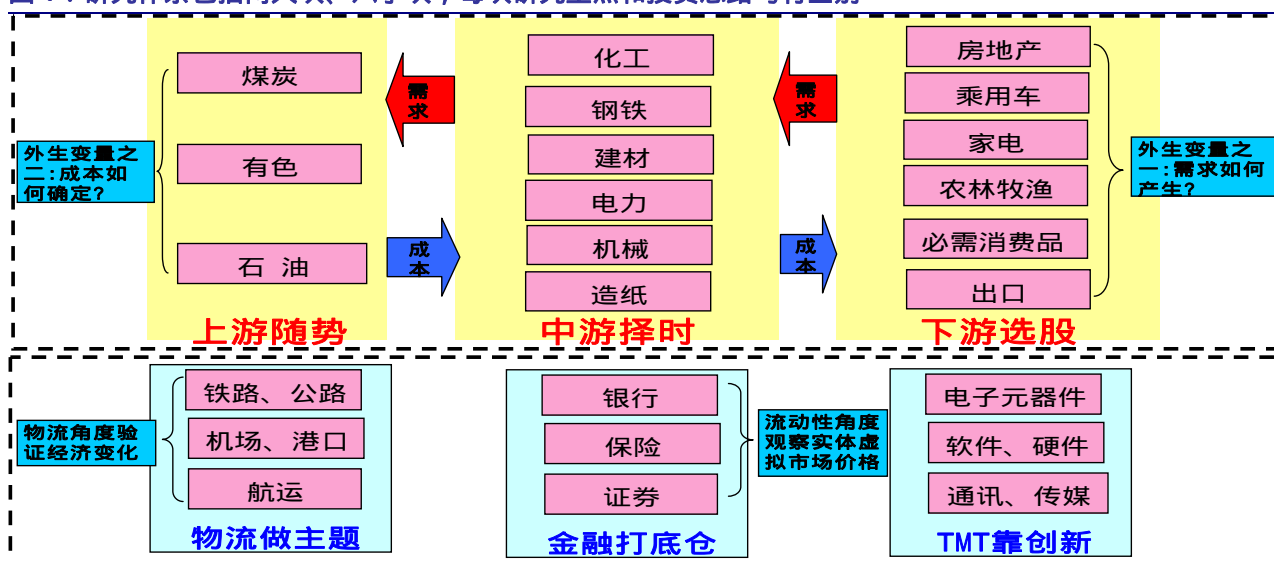 煤炭
有色
石 油
上游随势
外生变量之
二:成本如
何确定?
需
求
成
本
化工
钢铁
建材
电力
机械
造纸
中游择时
需
求
成
本
房地产
乘用车
家电
农林牧渔
必需消费品
出口
下游选股
外生变量之
一:需求如何
产生?
物流角度验
证经济变化
铁路、公路
机场、港口
航运
物流做主题
银行
保险
证券
金融打底仓
流动性角度
观察实体虚
拟市场价格
电子元器件
软件、硬件
通讯、传媒
TMT靠创新